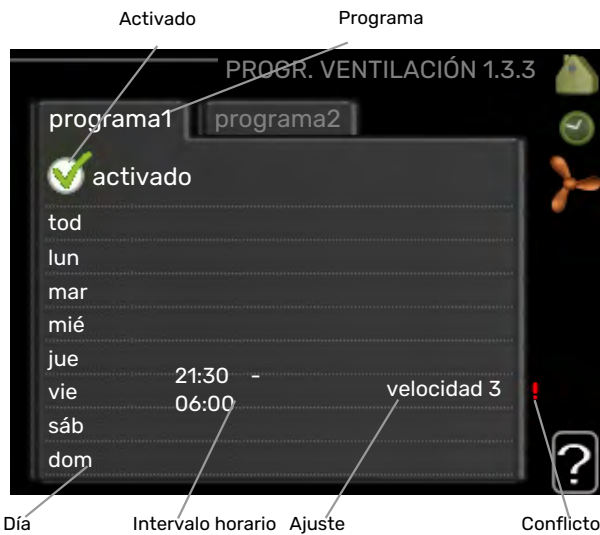 Activado
Programa
PROGR. VENTILACIÓN 1.3.3
programa1
programa2
activado
tod
lun
mar
mié
jue
vie
21:30 -
06:00
velocidad 3
!
sáb
dom
?
Día
Intervalo horario
Ajuste
Conflicto